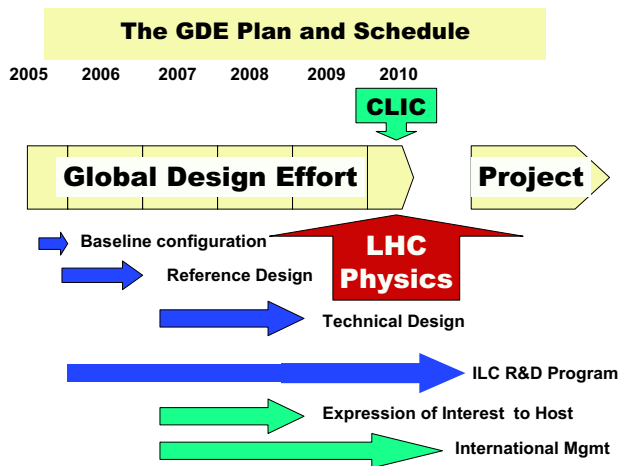 The GDE Plan and Schedule
2005 2006 2007 2008 2009 2010
CLIC
Global Design Effort
Project
LHC
Physics
Baseline configuration
Reference Design
Technical Design
ILC R&D Program
Expression of Interest to Host
International Mgmt